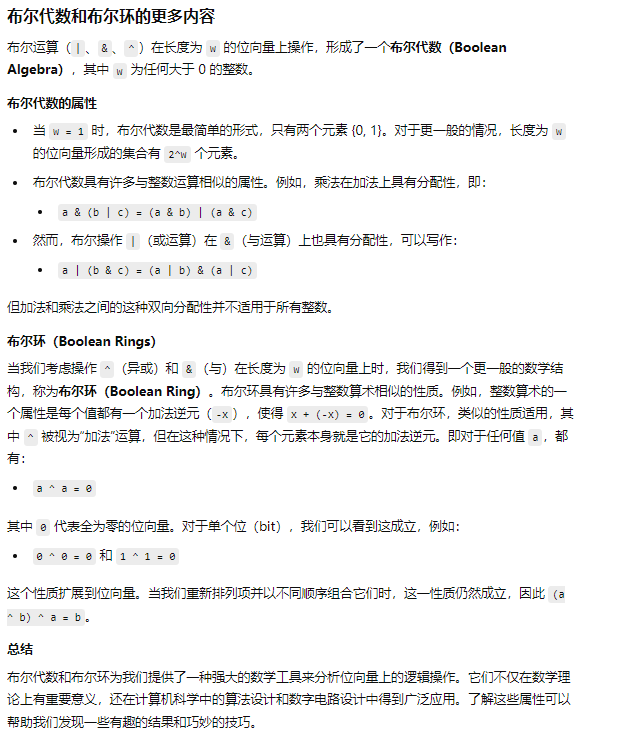 布尔代数和布尔环的更多内容
布尔运算（|、&、^）在长度为 w 的位向量上操作，形成了一个布尔代数（Boolean
Algebra），其中 w 为任何大于 0 的整数。
布尔代数的属性
• 当 w = 1 时，布尔代数是最简单的形式，只有两个元素 {0, 1}。对于更一般的情况，长度为 w
的位向量形成的集合有 2^w 个元素。
• 布尔代数具有许多与整数运算相似的属性。例如，乘法在加法上具有分配性，即：
• a & (b | c) = (a & b) | (a & c)
• 然而，布尔操作 |（或运算）在 &（与运算）上也具有分配性，可以写作：
• a | (b & c) = (a | b) & (a | c)
但加法和乘法之间的这种双向分配性并不适用于所有整数。
布尔环（Boolean Rings）
当我们考虑操作 ^（异或）和 &（与）在长度为 w 的位向量上时，我们得到一个更一般的数学结
构，称为布尔环（Boolean Ring）。布尔环具有许多与整数算术相似的性质。例如，整数算术的一
个属性是每个值都有一个加法逆元（-x），使得 x + (-x) = 0。对于布尔环，类似的性质适用，其
中 ^ 被视为“加法”运算，但在这种情况下，每个元素本身就是它的加法逆元。即对于任何值 a，都
有：
• a ^ a = 0
其中 0 代表全为零的位向量。对于单个位（bit），我们可以看到这成立，例如：
• 0 ^ 0 = 0 和 1 ^ 1 = 0
这个性质扩展到位向量。当我们重新排列项并以不同顺序组合它们时，这一性质仍然成立，因此 (a
^ b) ^ a = b。
总结
布尔代数和布尔环为我们提供了一种强大的数学工具来分析位向量上的逻辑操作。它们不仅在数学理
论上有重要意义，还在计算机科学中的算法设计和数字电路设计中得到广泛应用。了解这些属性可以
帮助我们发现一些有趣的结果和巧妙的技巧。